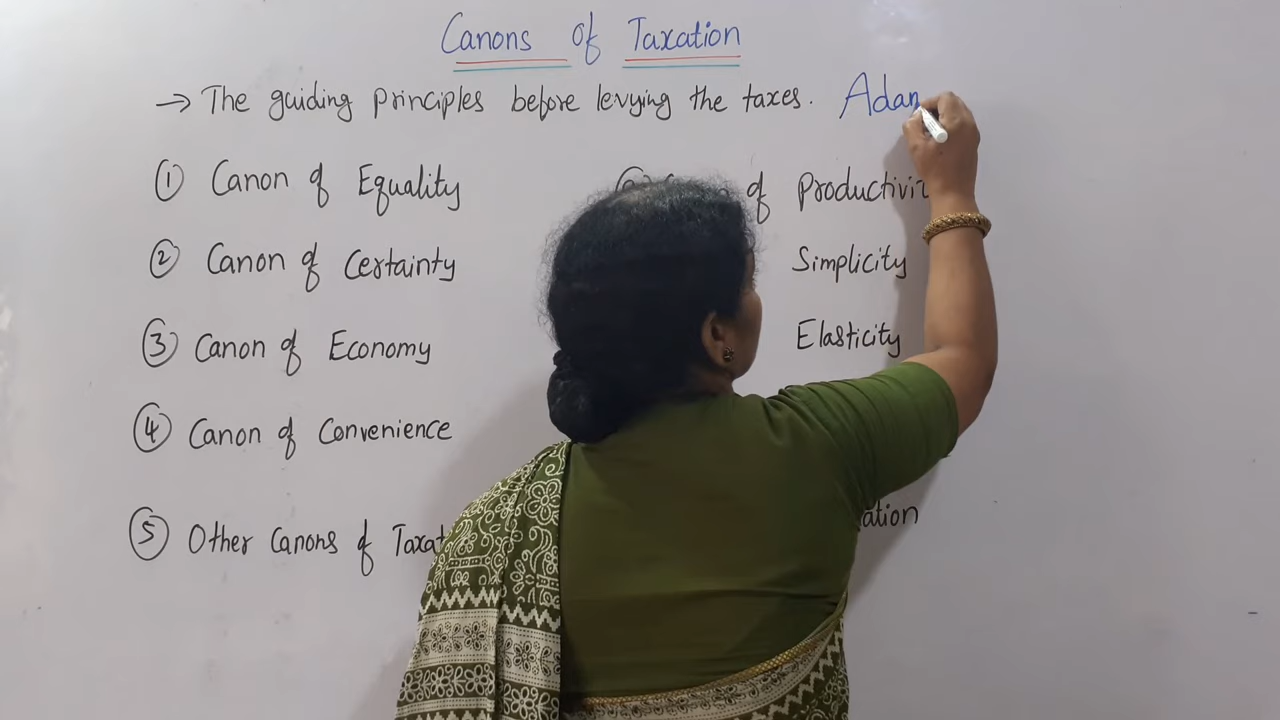 Canons of Taxation
→ The guiding principles before levying the taxes. Adam
① Canon of Equality
② Canon of Certainty
③ Canon of Economy
④ Canon of Convenience
⑤ Other Canons of Taxat
of Productivi
Simplicity
Elasticity
ation